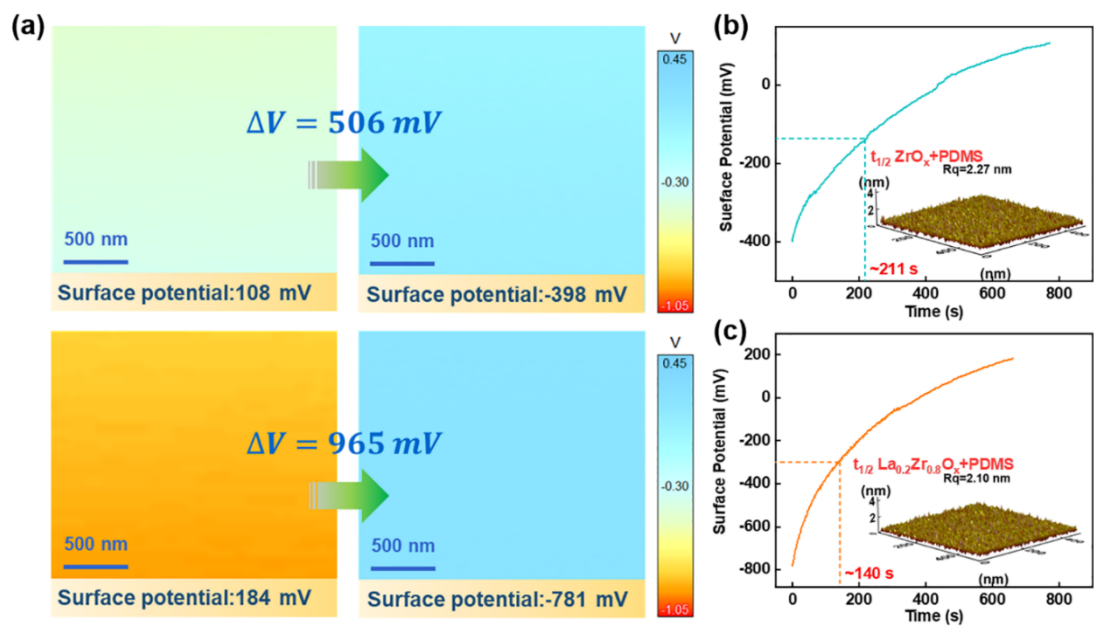 (a)
ΔV = 506 mV
500 nm
500 nm
Surface potential:108 mV
Surface potential:-398 mV
V
0.45
-0.30
-1.05
ΔV = 965 mV
500 nm
500 nm
Surface potential:184 mV
Surface potential:-781 mV
V
0.45
-0.30
-1.05
(b)
Sueface Potential (mV)
0
-200
-400
t1/2 ZrOx+PDMS
Rq=2.27 nm
(nm)
4
2
(nm)
~211 s
0 200 400 600 800
Time (s)
(c)
Surface Potential (mV)
200
0
-200
-400
-600
-800
t1/2 La0.2Zr0.8Ox+PDMS
Rq=2.10 nm
(nm)
4
2
(nm)
~140 s
0 200 400 600 800
Time (s)